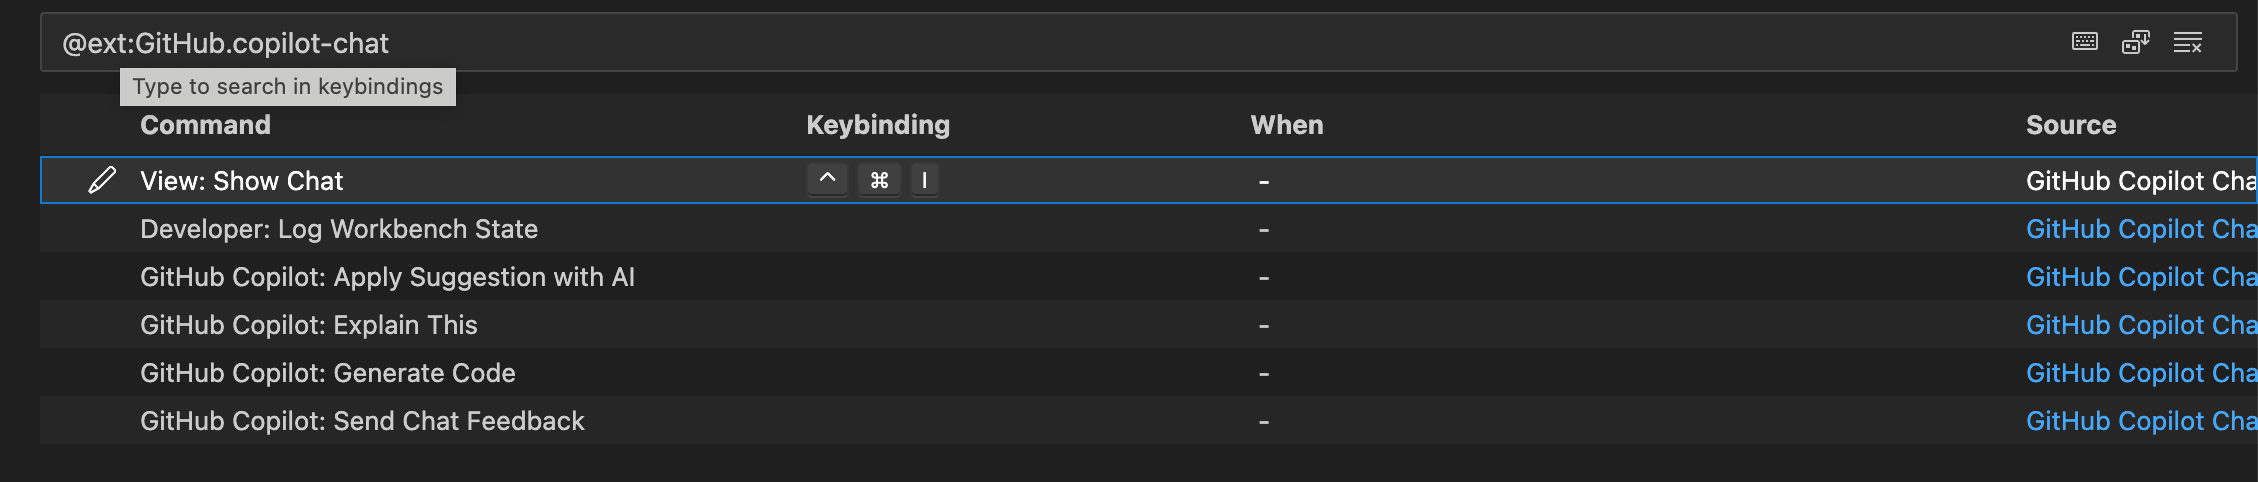 @ext:GitHub.copilot-chat
Type to search in keybindings
Command Keybinding When Source
View: Show Chat ^ ⌘ I - GitHub Copilot Cha
Developer: Log Workbench State - GitHub Copilot Cha
GitHub Copilot: Apply Suggestion with AI - GitHub Copilot Cha
GitHub Copilot: Explain This - GitHub Copilot Cha
GitHub Copilot: Generate Code - GitHub Copilot Cha
GitHub Copilot: Send Chat Feedback - GitHub Copilot Cha